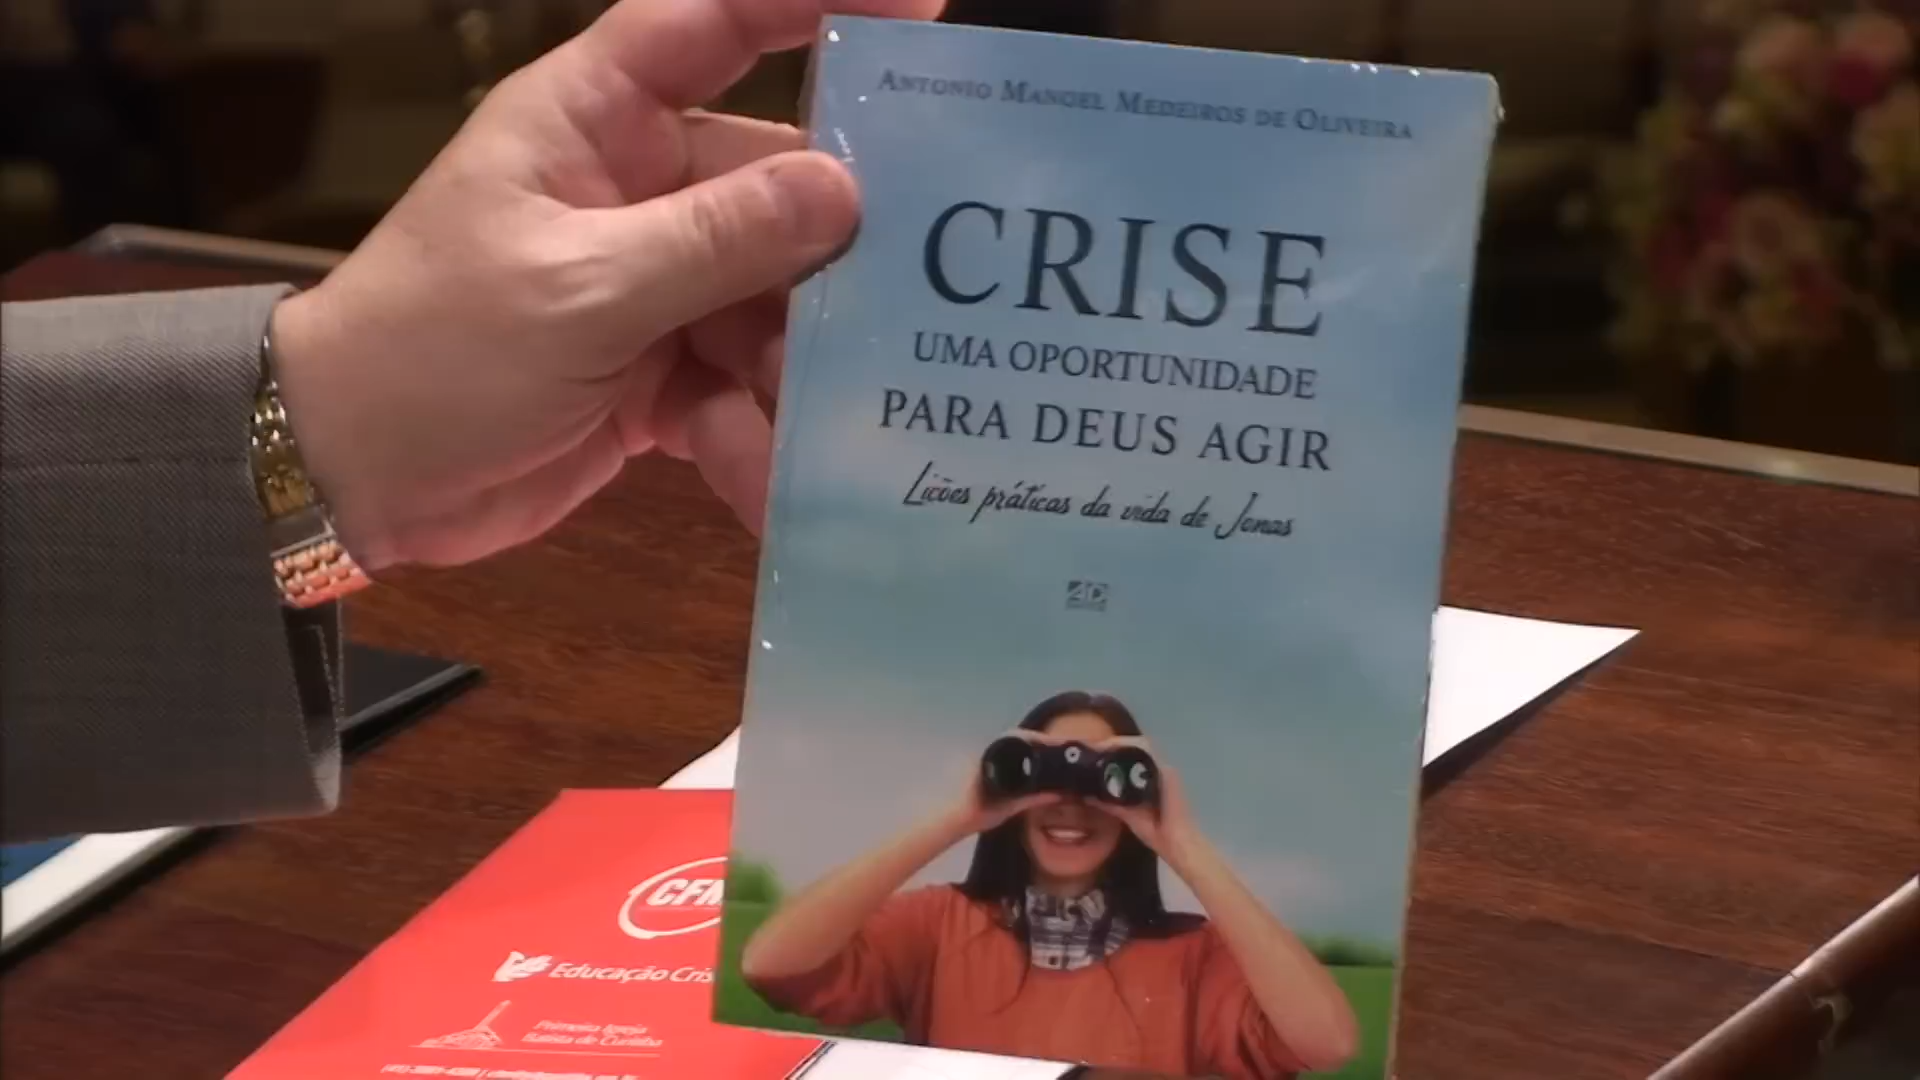 ANTONIO MANOEL MEDEIROS DE OLIVEIRA
CRISE
UMA OPORTUNIDADE
PARA DEUS AGIR
Lições práticas da vida de Jonas
AD
CFM
Educação Cris
Primeira Igreja
Batista de Curitiba